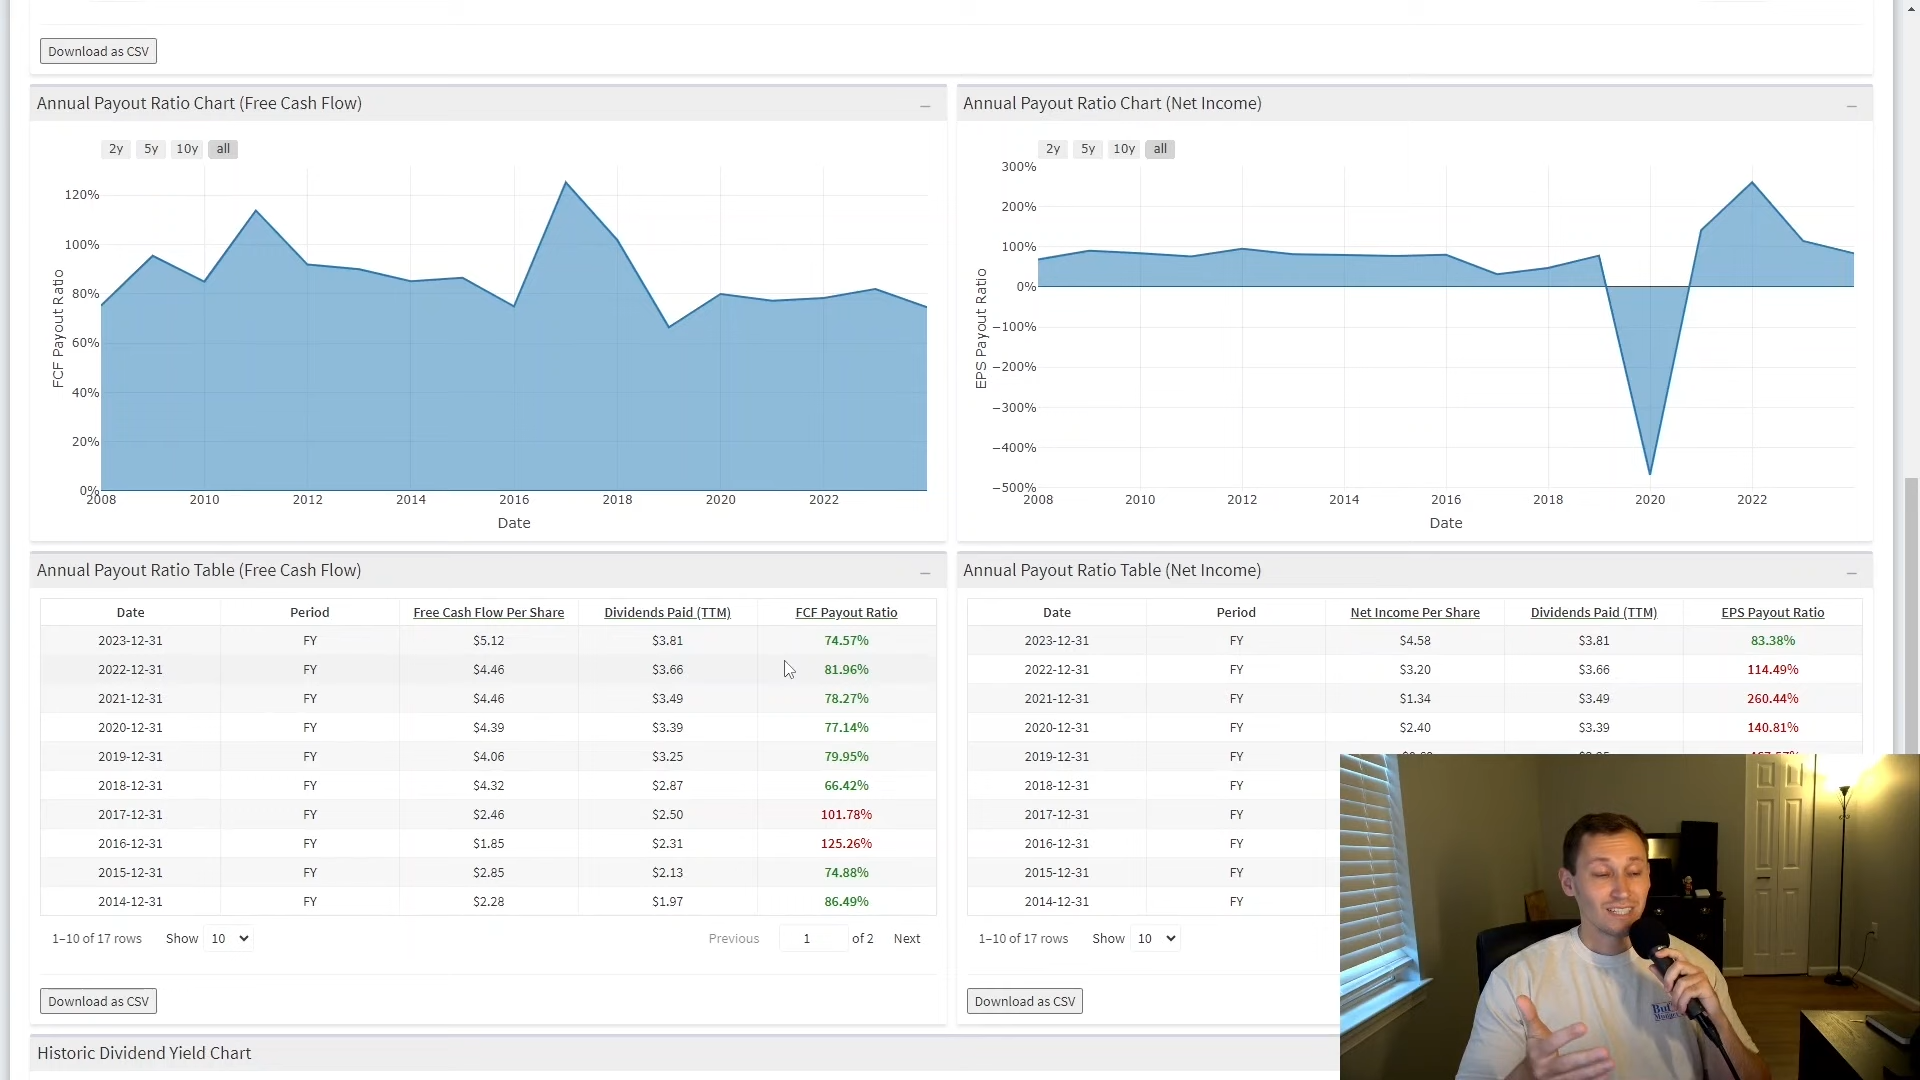 Download as CSV
Annual Payout Ratio Chart (Free Cash Flow)
2y 5y 10y all
120%
100%
80%
60%
40%
20%
0%
FCF Payout Ratio
2008 2010 2012 2014 2016 2018 2020 2022
Date
Annual Payout Ratio Chart (Net Income)
2y 5y 10y all
300%
200%
100%
0%
−100%
−200%
−300%
−400%
−500%
EPS Payout Ratio
2008 2010 2012 2014 2016 2018 2020 2022
Date
Annual Payout Ratio Table (Free Cash Flow)
Date Period Free Cash Flow Per Share Dividends Paid (TTM) FCF Payout Ratio
2023-12-31 FY $5.12 $3.81 74.57%
2022-12-31 FY $4.46 $3.66 81.96%
2021-12-31 FY $4.46 $3.49 78.27%
2020-12-31 FY $4.39 $3.39 77.14%
2019-12-31 FY $4.06 $3.25 79.95%
2018-12-31 FY $4.32 $2.87 66.42%
2017-12-31 FY $2.46 $2.50 101.78%
2016-12-31 FY $1.85 $2.31 125.26%
2015-12-31 FY $2.85 $2.13 74.88%
2014-12-31 FY $2.28 $1.97 86.49%
1–10 of 17 rows Show 10 Previous 1 of 2 Next
Download as CSV
Annual Payout Ratio Table (Net Income)
Date Period Net Income Per Share Dividends Paid (TTM) EPS Payout Ratio
2023-12-31 FY $4.58 $3.81 83.38%
2022-12-31 FY $3.20 $3.66 114.49%
2021-12-31 FY $1.34 $3.49 260.44%
2020-12-31 FY $2.40 $3.39 140.81%
2019-12-31 FY
2018-12-31 FY
2017-12-31 FY
2016-12-31 FY
2015-12-31 FY
2014-12-31 FY
1–10 of 17 rows Show 10
Download as CSV
Historic Dividend Yield Chart